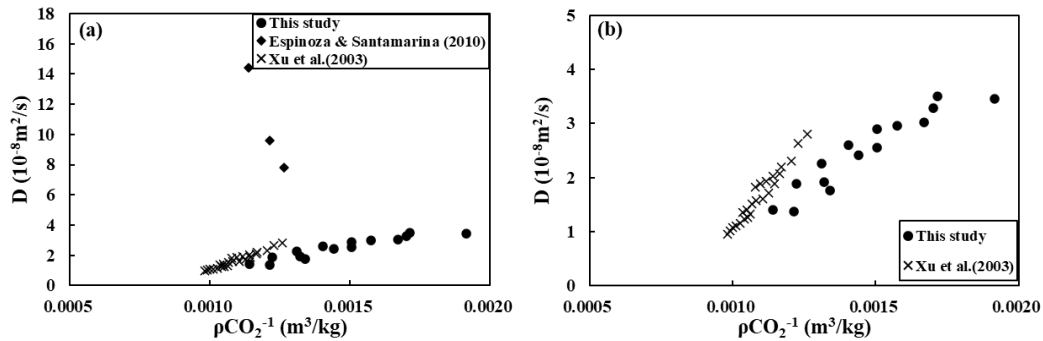 (a)
This study
Espinoza & Santamarina (2010)
Xu et al.(2003)
18
16
14
12
10
8
6
4
2
0
D (10⁻⁸m²/s)
0.0005 0.0010 0.0015 0.0020
ρCO₂⁻¹ (m³/kg)
(b)
5
4
3
2
1
0
D (10⁻⁸m²/s)
This study
Xu et al.(2003)
0.0005 0.0010 0.0015 0.0020
ρCO₂⁻¹ (m³/kg)